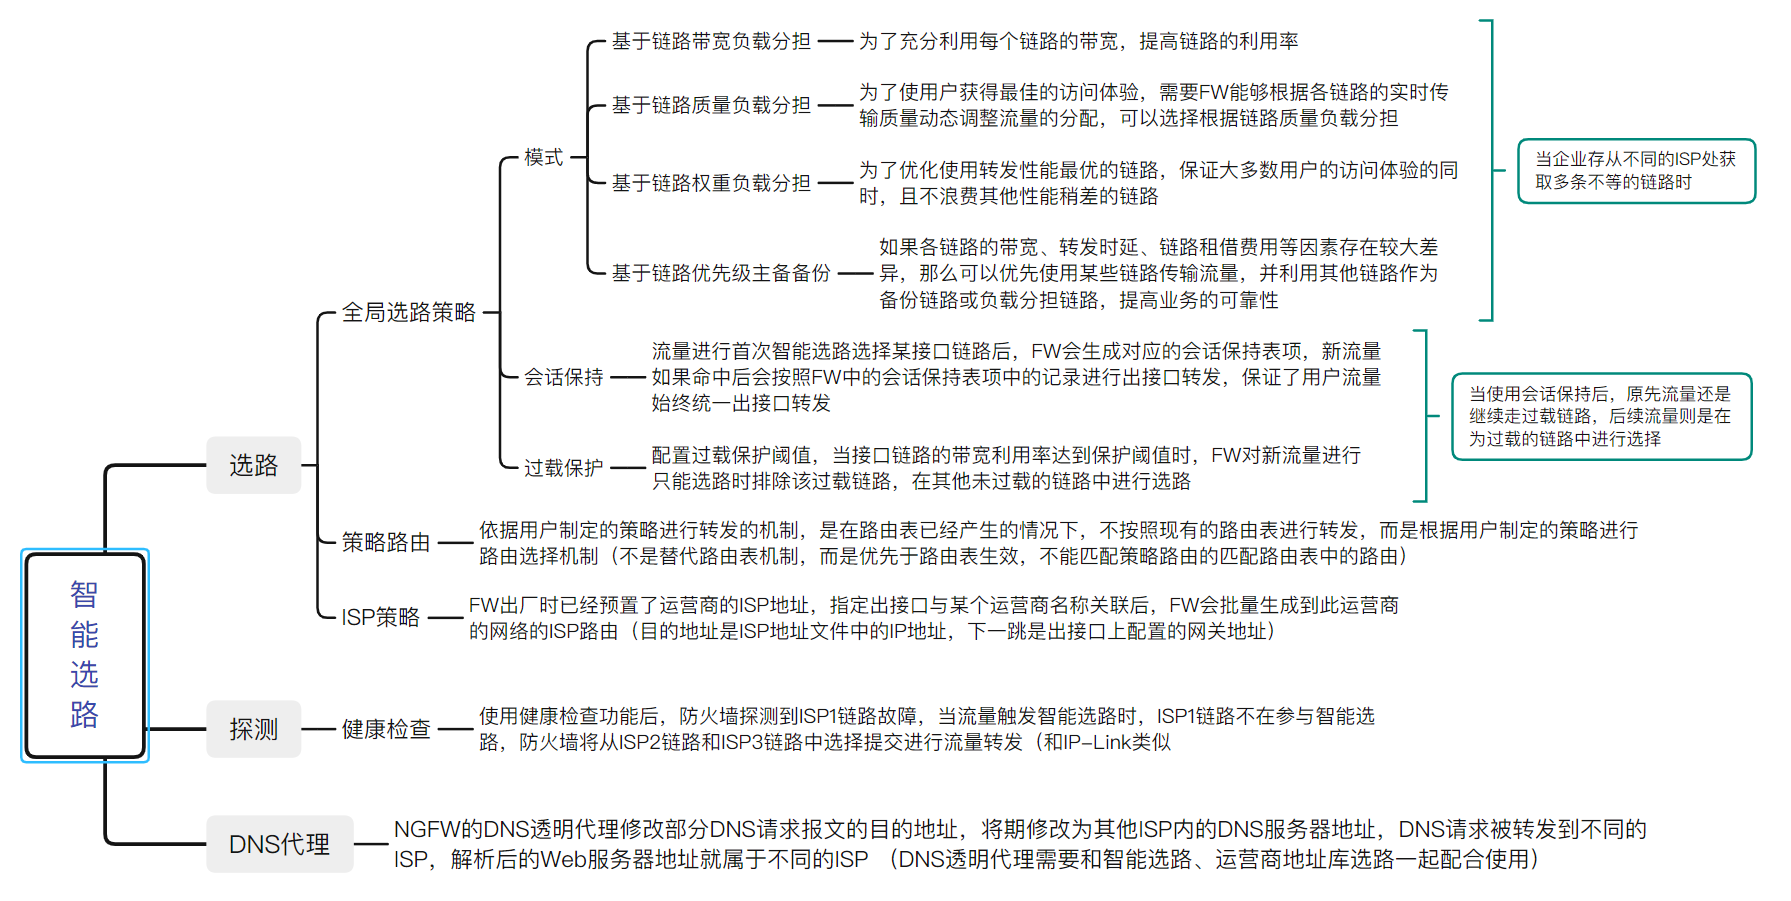 智
能
选
路
选路
全局选路策略
模式
基于链路带宽负载分担
为了充分利用每个链路的带宽，提高链路的利用率
基于链路质量负载分担
为了使用户获得最佳的访问体验，需要FW能够根据各链路的实时传
输质量动态调整流量的分配，可以选择根据链路质量负载分担
基于链路权重负载分担
为了优化使用转发性能最优的链路，保证大多数用户的访问体验的同
时，且不浪费其他性能稍差的链路
基于链路优先级主备备份
如果各链路的带宽、转发时延、链路租借费用等因素存在较大差
异，那么可以优先使用某些链路传输流量，并利用其他链路作为
备份链路或负载分担链路，提高业务的可靠性
当企业存从不同的ISP处获
取多条不等的链路时
会话保持
流量进行首次智能选路选择某接口链路后，FW会生成对应的会话保持表项，新流量
如果命中后会按照FW中的会话保持表项中的记录进行出接口转发，保证了用户流量
始终统一出接口转发
过载保护
配置过载保护阈值，当接口链路的带宽利用率达到保护阈值时，FW对新流量进行
只能选路时排除该过载链路，在其他未过载的链路中进行选路
当使用会话保持后，原先流量还是
继续走过载链路，后续流量则是在
为过载的链路中进行选择
策略路由
依据用户制定的策略进行转发的机制，是在路由表已经产生的情况下，不按照现有的路由表进行转发，而是根据用户制定的策略进行
路由选择机制（不是替代路由表机制，而是优先于路由表生效，不能匹配策略路由的匹配路由表中的路由）
ISP策略
FW出厂时已经预置了运营商的ISP地址，指定出接口与某个运营商名称关联后，FW会批量生成到此运营商
的网络的ISP路由（目的地址是ISP地址文件中的IP地址，下一跳是出接口上配置的网关地址）
探测
健康检查
使用健康检查功能后，防火墙探测到ISP1链路故障，当流量触发智能选路时，ISP1链路不在参与智能选
路，防火墙将从ISP2链路和ISP3链路中选择提交进行流量转发（和IP-Link类似
DNS代理
NGFW的DNS透明代理修改部分DNS请求报文的目的地址，将期修改为其他ISP内的DNS服务器地址，DNS请求被转发到不同的
ISP，解析后的Web服务器地址就属于不同的ISP （DNS透明代理需要和智能选路、运营商地址库选路一起配合使用）